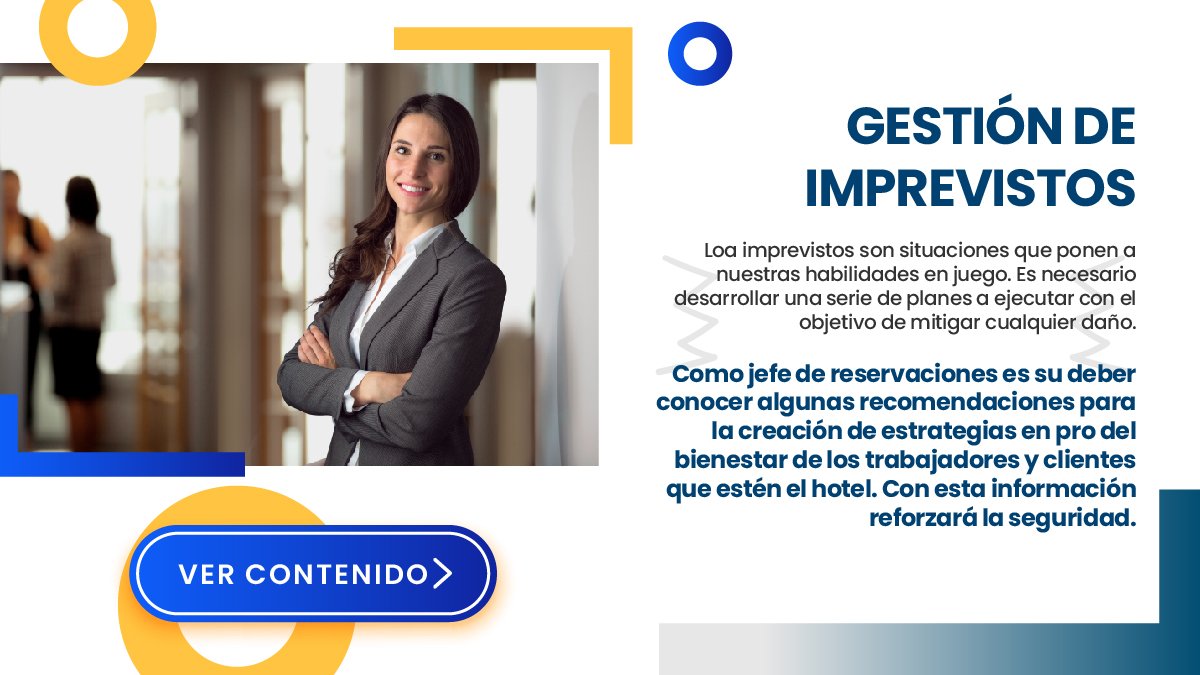 GESTIÓN DE
IMPREVISTOS
Loa imprevistos son situaciones que ponen a
nuestras habilidades en juego. Es necesario
desarrollar una serie de planes a ejecutar con el
objetivo de mitigar cualquier daño.
Como jefe de reservaciones es su deber
conocer algunas recomendaciones para
la creación de estrategias en pro del
bienestar de los trabajadores y clientes
que estén el hotel. Con esta información
reforzará la seguridad.
VER CONTENIDO